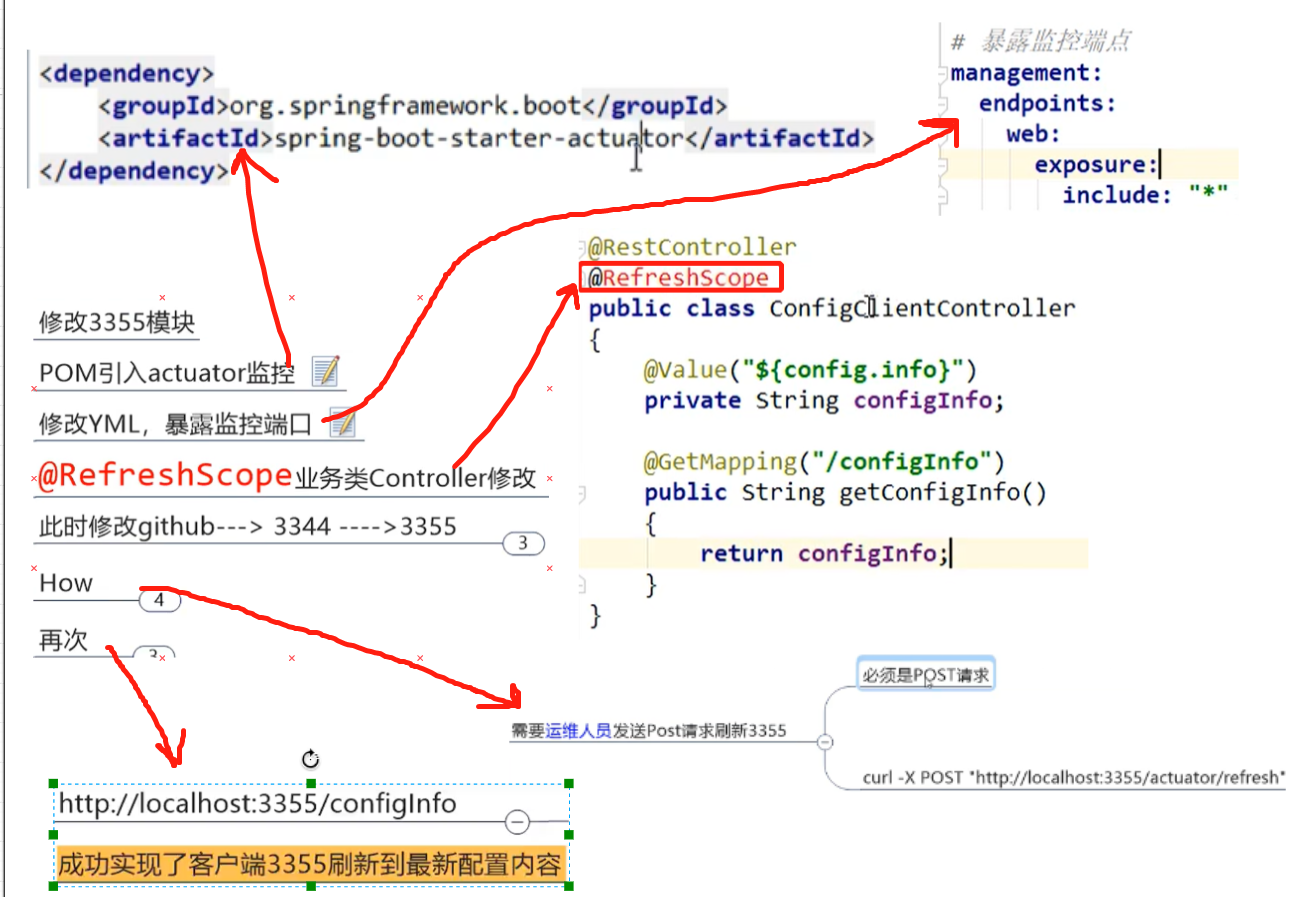 <dependency>
<groupId>org.springframework.boot</groupId>
<artifactId>spring-boot-starter-actuator</artifactId>
</dependency>
# 暴露监控端点
management:
endpoints:
web:
exposure:
include: "*"
@RestController
@RefreshScope
public class ConfigClientController
{
@Value("${config.info}")
private String configInfo;
@GetMapping("/configInfo")
public String getConfigInfo()
{
return configInfo;
}
}
修改3355模块
POM引入actuator监控
修改YML，暴露监控端口
@RefreshScope业务类Controller修改
此时修改github---> 3344 ---->3355
3
How
4
再次
3
必须是POST请求
需要运维人员发送Post请求刷新3355
curl -X POST "http://localhost:3355/actuator/refresh"
http://localhost:3355/configInfo
成功实现了客户端3355刷新到最新配置内容